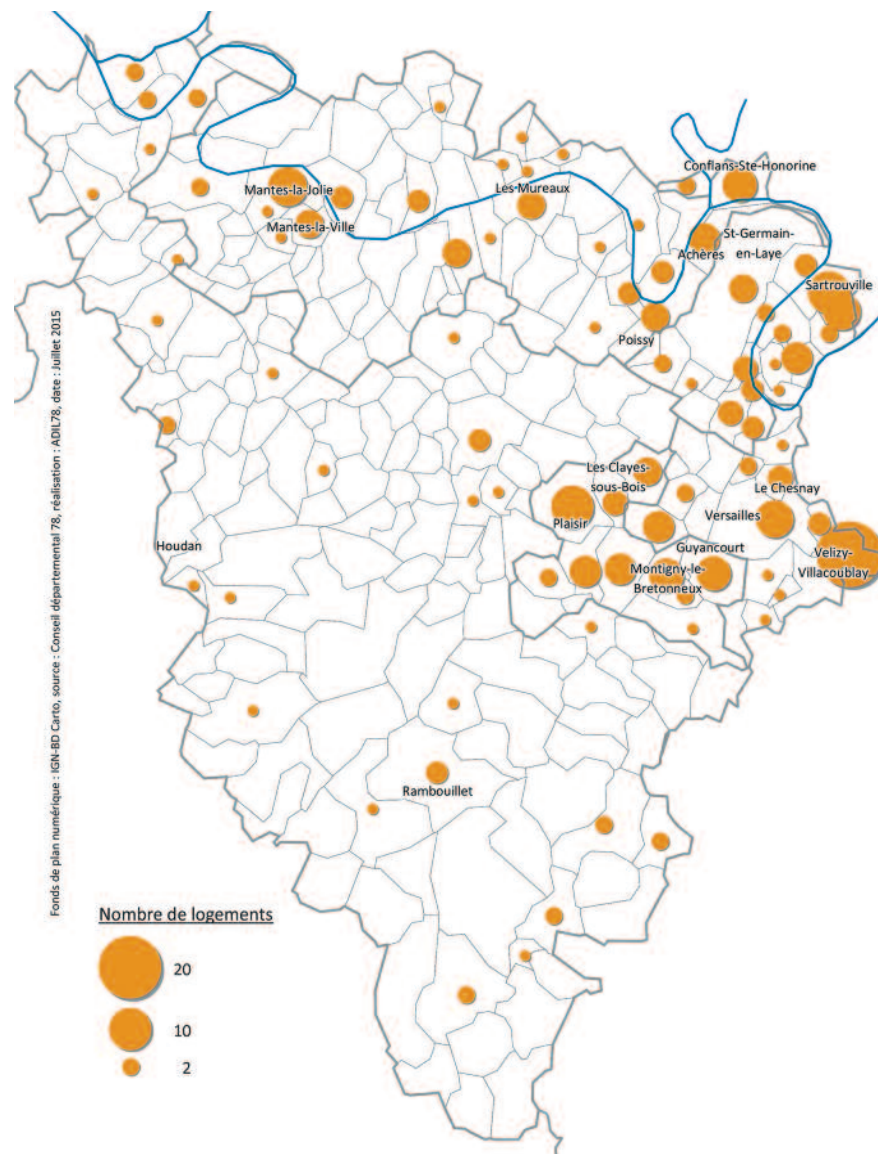 Conflans-Ste-Honorine
Mantes-la-Jolie
Les Mureaux
Mantes-la-Ville
St-Germain-
en-Laye
Achères
Sartrouville
Poissy
Les Clayes-
sous-Bois
Le Chesnay
Plaisir
Versailles
Houdan
Guyancourt
Velizy-
Villacoublay
Montigny-le-
Bretonneux
Rambouillet
Fonds de plan numérique : IGN-BD Carto, source : Conseil départemental 78, réalisation : ADIL78, date : Juillet 2015
Nombre de logements
20
10
2